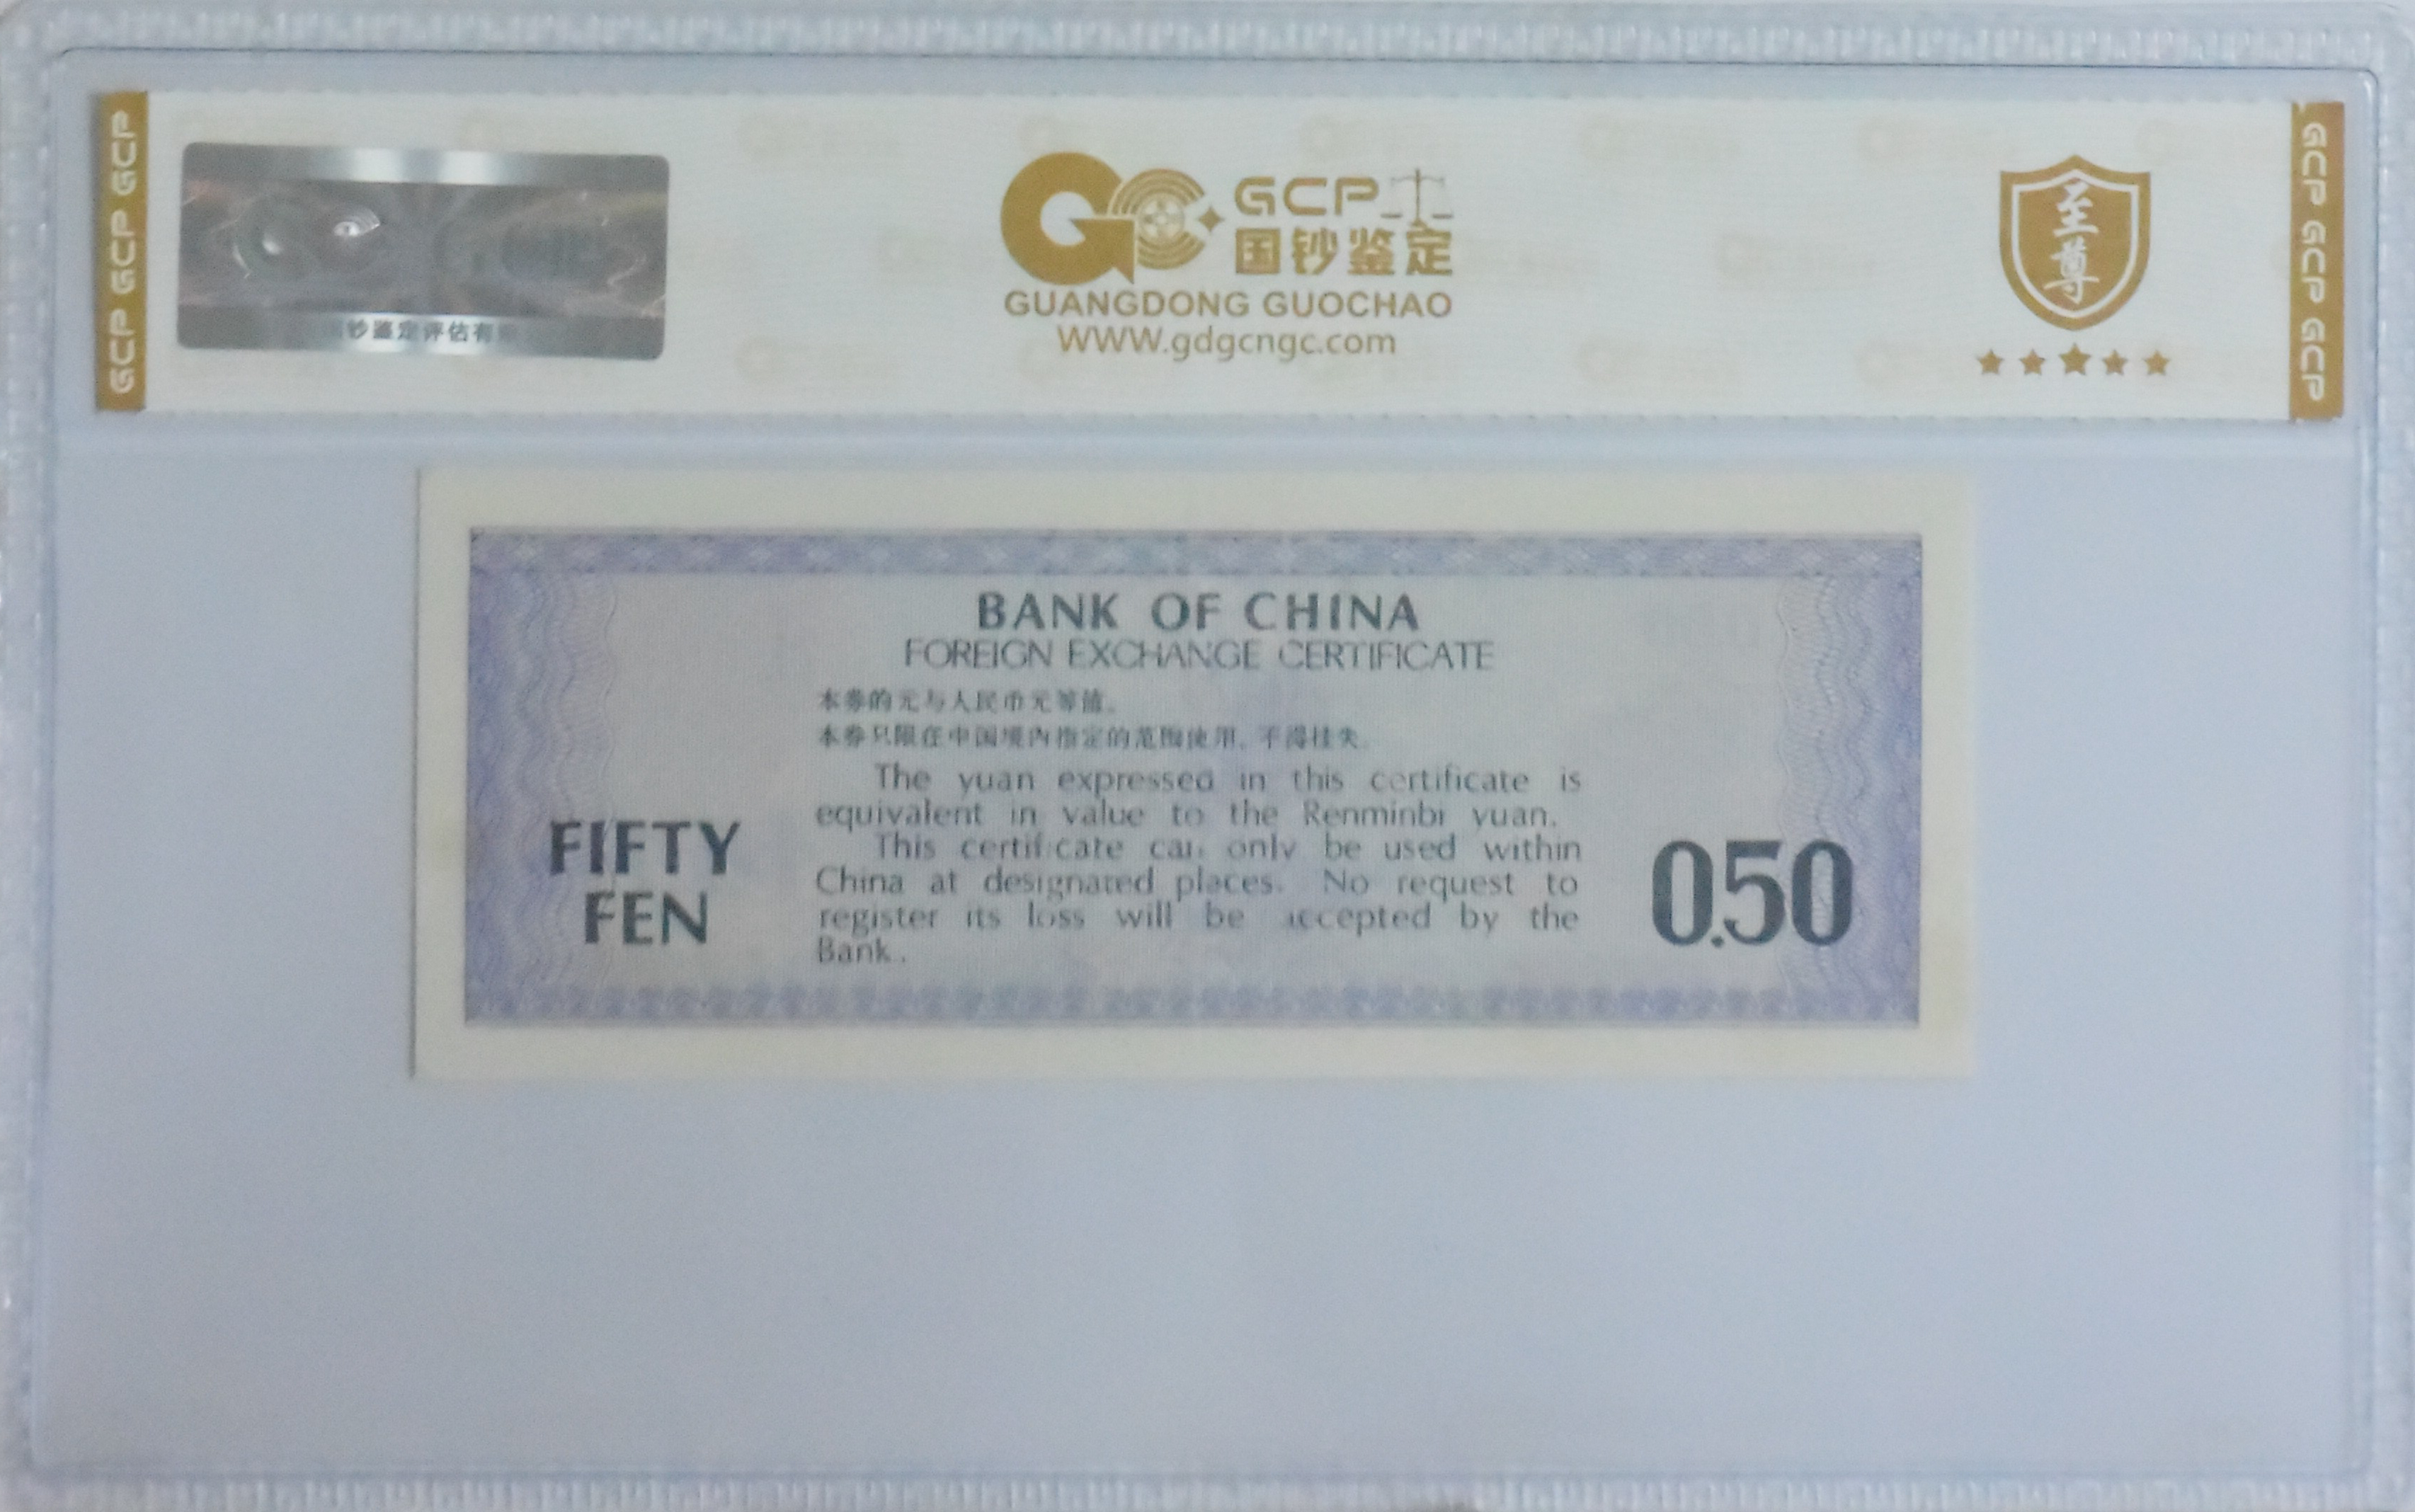 GCP GCP GCP
钞鉴定评估有
GCP
国钞鉴定
GUANGDONG GUOCHAO
WWW.gdgcngc.com
至尊
GCP GCP GCP
BANK OF CHINA
FOREIGN EXCHANGE CERTIFICATE
本券的元与人民币元等值。
本券只限在中国境内指定的范围使用，不得挂失。
The yuan expressed in this certificate is
equivalent in value to the Renminbi yuan.
This certificate can only be used within
China at designated places. No request to
register its loss will be accepted by the
Bank.
FIFTY
FEN
0.50